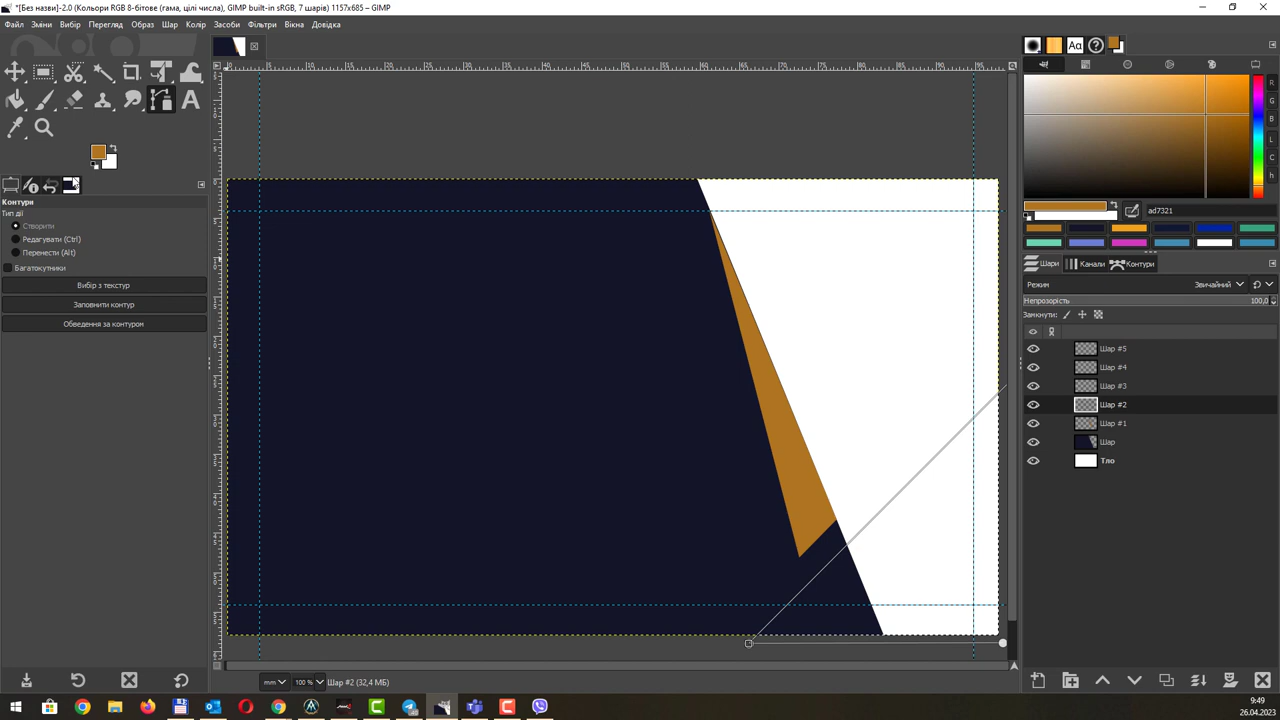 *[Без назви]-2.0 (Кольори RGB 8-бітове (гама, цілі числа), GIMP built-in sRGB, 7 шарів) 1157x685 – GIMP
Файл Зміни Вибір Перегляд Образ Шар Колір Засоби Фільтри Вікна Довідка
Контури
Тип дії
Створити
Редагувати (Ctrl)
Перенести (Alt)
Багатокутники
Вибір з текстур
Заповнити контур
Обведення за контуром
ad7321
Шари Канали Контури
Режим Звичайний
Непрозорість 100,0
Замкнути:
Шар #5
Шар #4
Шар #3
Шар #2
Шар #1
Шар
Тло
mm 100 % Шар #2 (32,4 МБ)
9:49
26.04.2023